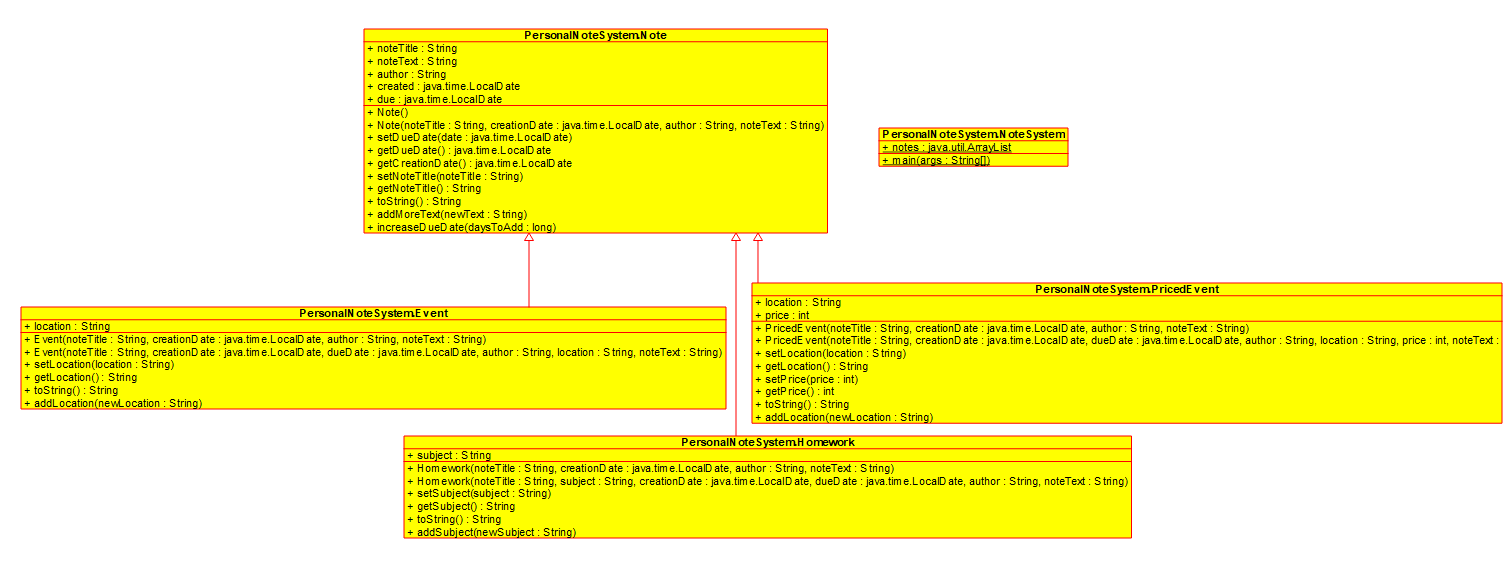 PersonalNoteSystem.Note
+ noteTitle : String
+ noteText : String
+ author : String
+ created : java.time.LocalDate
+ due : java.time.LocalDate
+ Note()
+ Note(noteTitle : String, creationDate : java.time.LocalDate, author : String, noteText : String)
+ setDueDate(date : java.time.LocalDate)
+ getDueDate() : java.time.LocalDate
+ getCreationDate() : java.time.LocalDate
+ setNoteTitle(noteTitle : String)
+ getNoteTitle() : String
+ toString() : String
+ addMoreText(newText : String)
+ increaseDueDate(daysToAdd : long)
PersonalNoteSystem.NoteSystem
+ notes : java.util.ArrayList
+ main(args : String[])
PersonalNoteSystem.Event
+ location : String
+ Event(noteTitle : String, creationDate : java.time.LocalDate, author : String, noteText : String)
+ Event(noteTitle : String, creationDate : java.time.LocalDate, dueDate : java.time.LocalDate, author : String, location : String, noteText : String)
+ setLocation(location : String)
+ getLocation() : String
+ toString() : String
+ addLocation(newLocation : String)
PersonalNoteSystem.PricedEvent
+ location : String
+ price : int
+ PricedEvent(noteTitle : String, creationDate : java.time.LocalDate, author : String, noteText : String)
+ PricedEvent(noteTitle : String, creationDate : java.time.LocalDate, dueDate : java.time.LocalDate, author : String, location : String, price : int, noteText :
+ setLocation(location : String)
+ getLocation() : String
+ setPrice(price : int)
+ getPrice() : int
+ toString() : String
+ addLocation(newLocation : String)
PersonalNoteSystem.Homework
+ subject : String
+ Homework(noteTitle : String, creationDate : java.time.LocalDate, author : String, noteText : String)
+ Homework(noteTitle : String, subject : String, creationDate : java.time.LocalDate, dueDate : java.time.LocalDate, author : String, noteText : String)
+ setSubject(subject : String)
+ getSubject() : String
+ toString() : String
+ addSubject(newSubject : String)